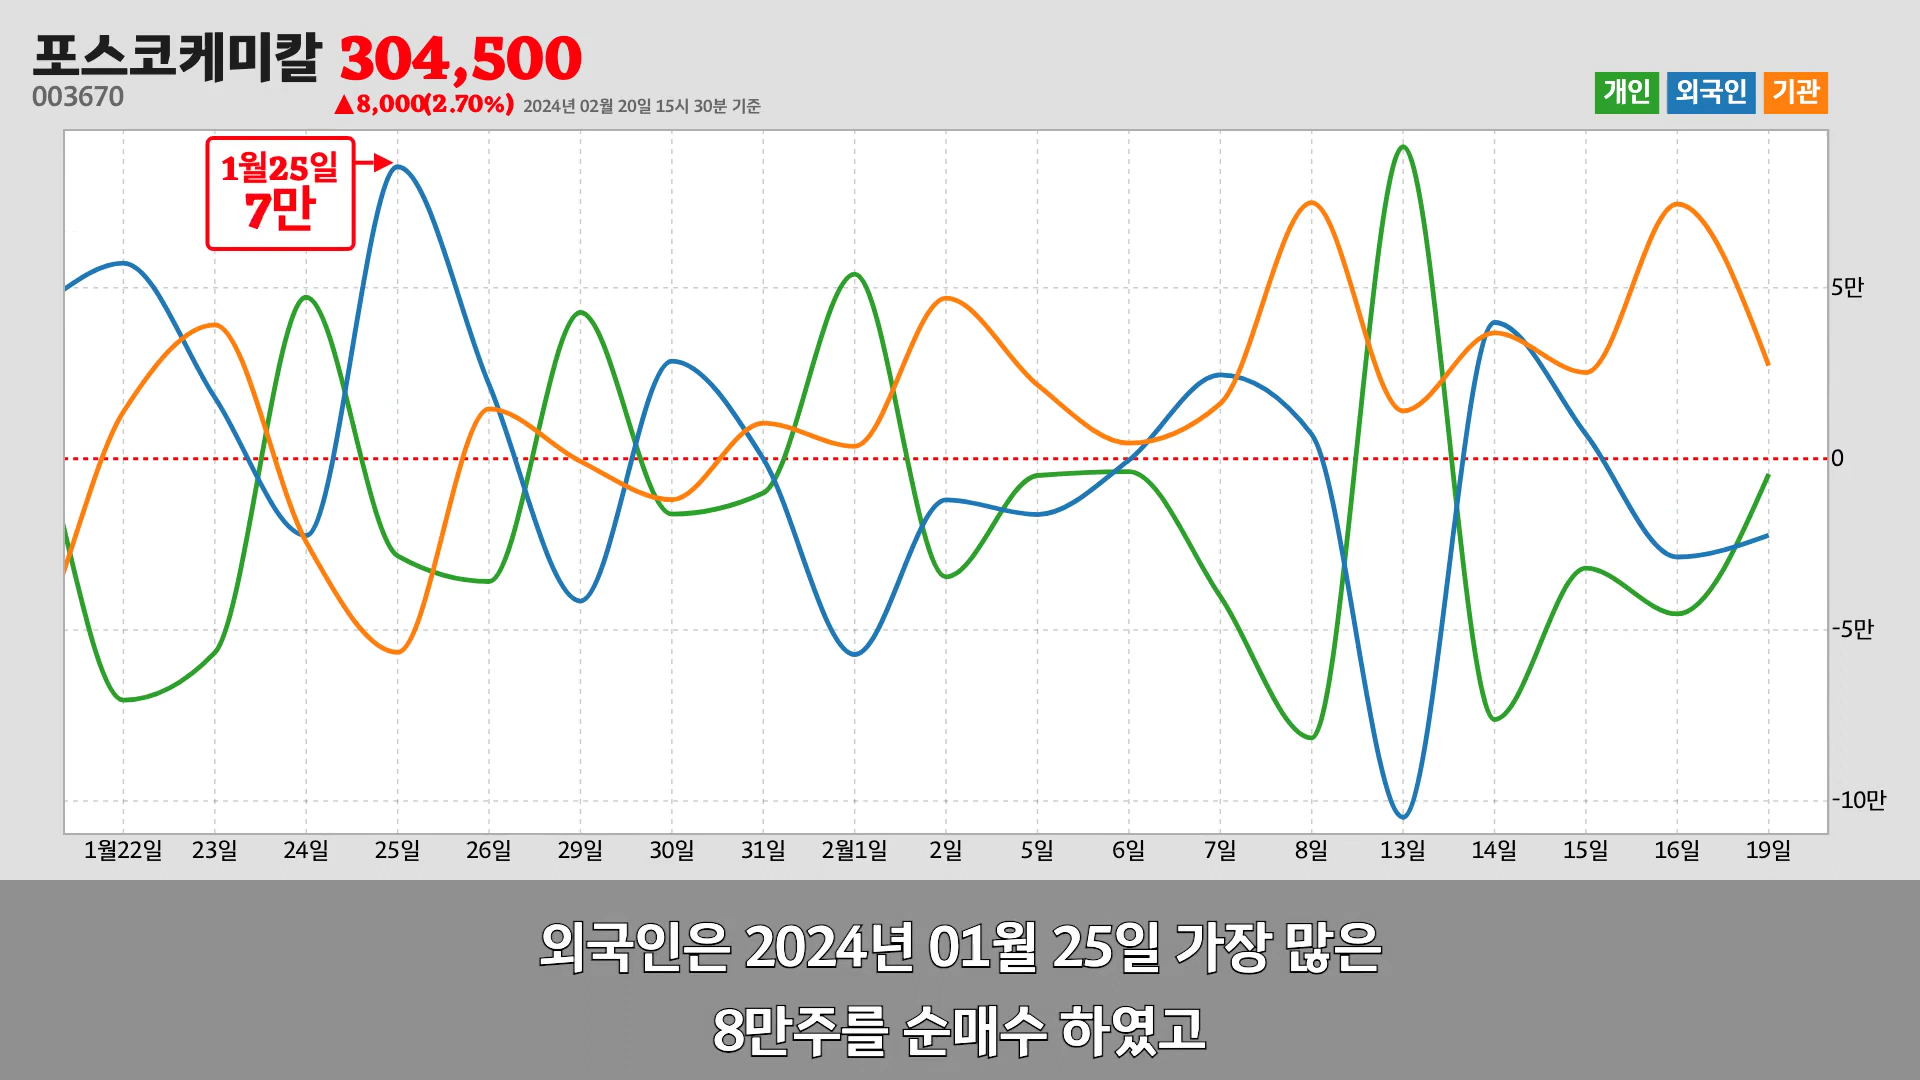 포스코케미칼 304,500
003670
▲8,000(2.70%) 2024년 02월 20일 15시 30분 기준
개인 외국인 기관
1월25일
7만
5만
0
-5만
-10만
1월22일 23일 24일 25일 26일 29일 30일 31일 2월1일 2일 5일 6일 7일 8일 13일 14일 15일 16일 19일
외국인은 2024년 01월 25일 가장 많은
8만주를 순매수 하였고